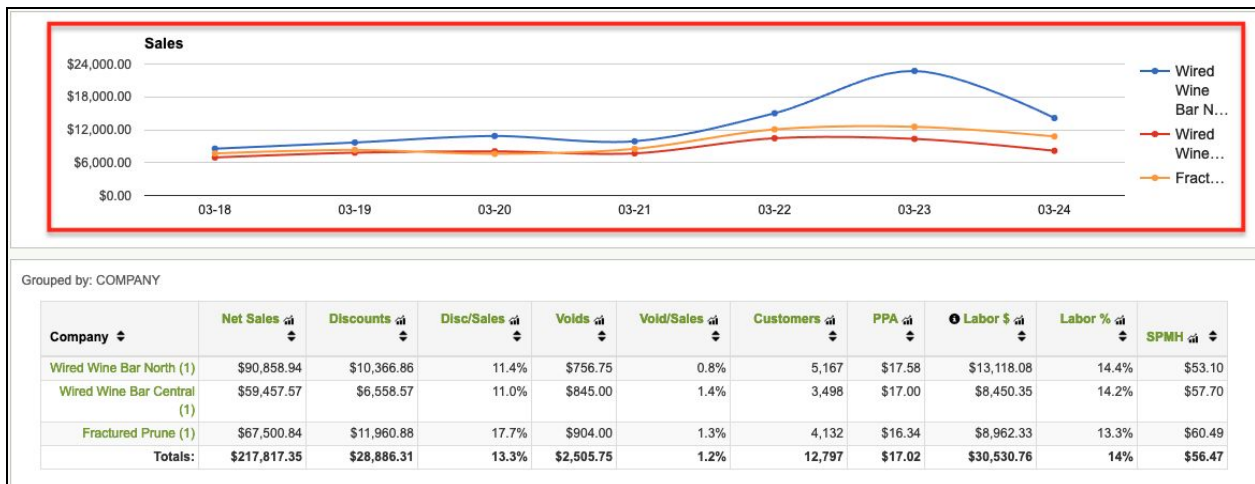 Sales
$24,000.00
$18,000.00
$12,000.00
$6,000.00
$0.00
03-18 03-19 03-20 03-21 03-22 03-23 03-24
Wired
Wine
Bar N...
Wired
Wine...
Fract...
Grouped by: COMPANY
Company Net Sales Discounts Disc/Sales Voids Void/Sales Customers PPA Labor $ Labor % SPMH
Wired Wine Bar North (1) $90,858.94 $10,366.86 11.4% $756.75 0.8% 5,167 $17.58 $13,118.08 14.4% $53.10
Wired Wine Bar Central (1) $59,457.57 $6,558.57 11.0% $845.00 1.4% 3,498 $17.00 $8,450.35 14.2% $57.70
Fractured Prune (1) $67,500.84 $11,960.88 17.7% $904.00 1.3% 4,132 $16.34 $8,962.33 13.3% $60.49
Totals: $217,817.35 $28,886.31 13.3% $2,505.75 1.2% 12,797 $17.02 $30,530.76 14% $56.47